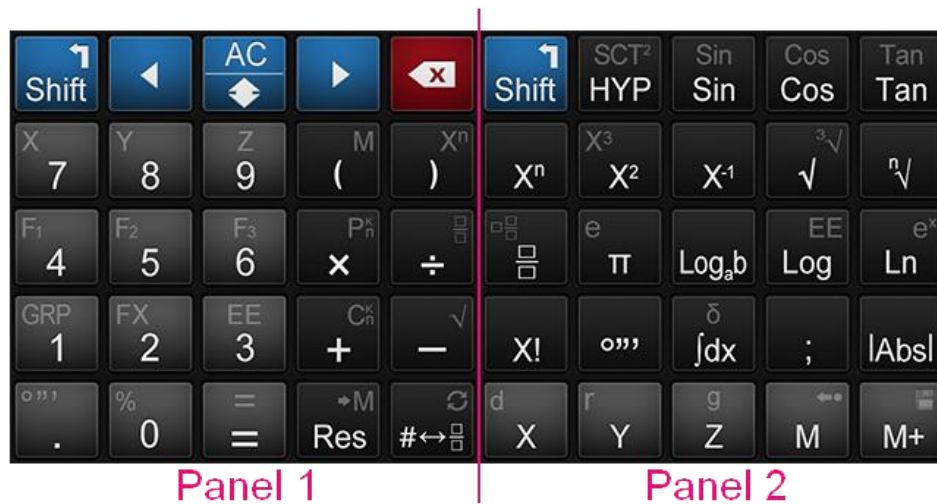 AC SCT² Sin Cos Tan
Shift Shift HYP Sin Cos Tan
X Y Z M Xⁿ X³ ³√
7 8 9 ( ) Xⁿ X² X⁻¹ √ ⁿ√
F₁ F₂ F₃ Pₙᴷ e EE eˣ
4 5 6 × ÷ π Logₐb Log Ln
GRP FX EE Cₙᴷ √ δ
1 2 3 + − X! °"' ∫dx ; |Abs|
°"' % = →M d r g
. 0 = Res #↔ X Y Z M M+
Panel 1 Panel 2